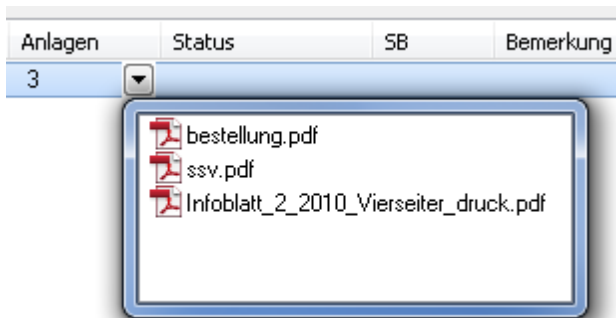 Anlagen Status SB Bemerkung
3
bestellung.pdf
ssv.pdf
Infoblatt_2_2010_Vierseiter_druck.pdf